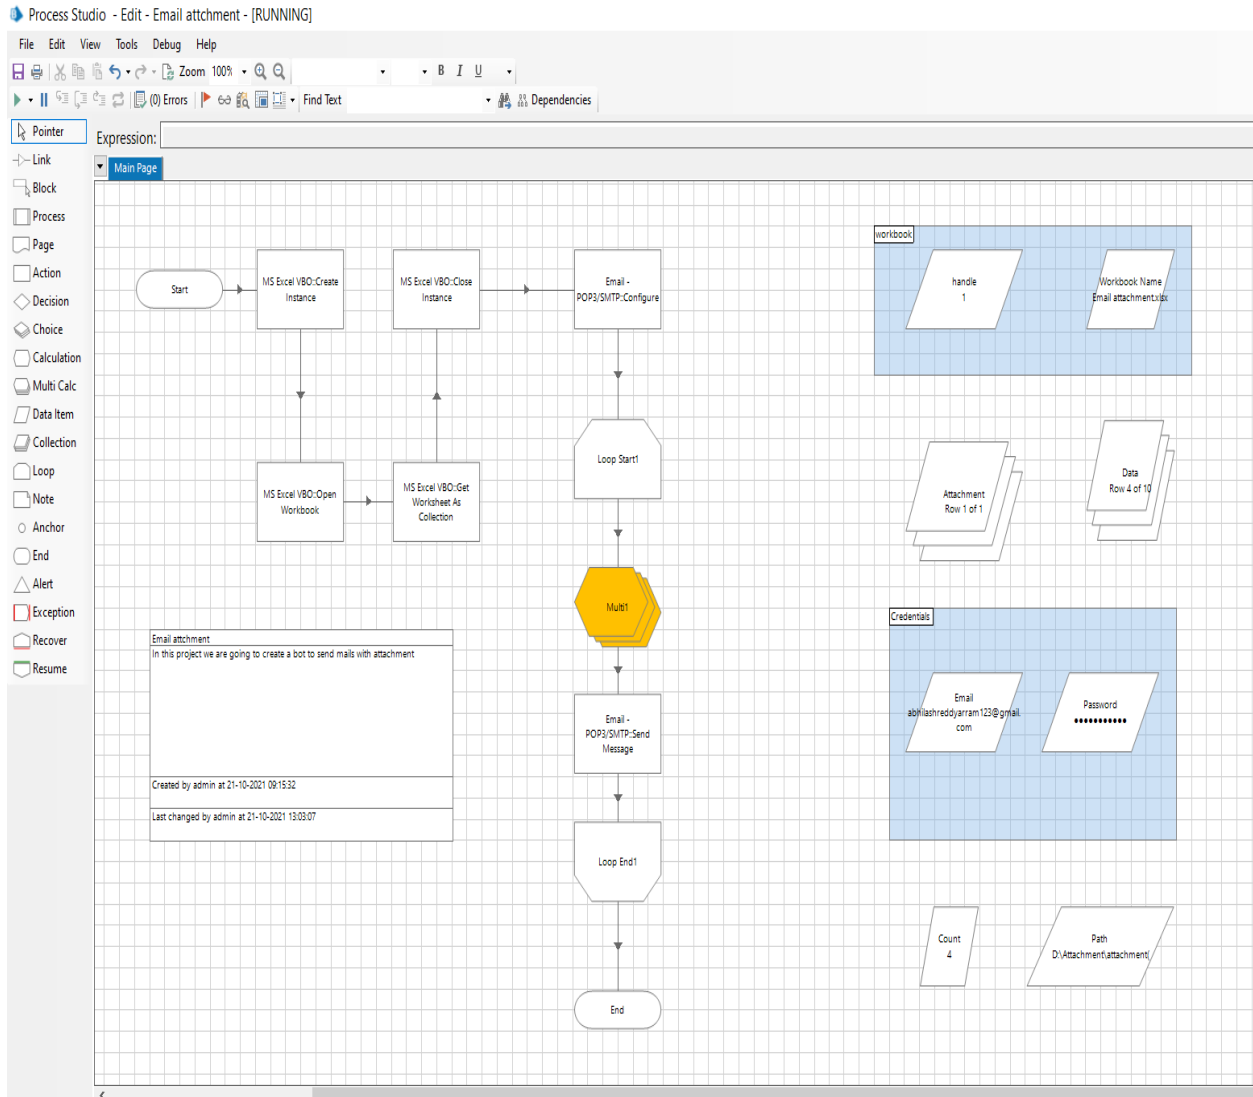 Process Studio - Edit - Email attchment - [RUNNING]
File Edit View Tools Debug Help
Zoom 100% B I U
(0) Errors Find Text Dependencies
Pointer
Expression:
Link
Main Page
Block
Process
Page
Action
Decision
Choice
Calculation
Multi Calc
Data Item
Collection
Loop
Note
Anchor
End
Alert
Exception
Recover
Resume
Start
MS Excel VBO::Create
Instance
MS Excel VBO::Close
Instance
Email -
POP3/SMTP::Configure
MS Excel VBO::Open
Workbook
MS Excel VBO::Get
Worksheet As
Collection
Loop Start1
Multi1
Email -
POP3/SMTP::Send
Message
Loop End1
End
Email attchment
In this project we are going to create a bot to send mails with attachment
Created by admin at 21-10-2021 09:15:32
Last changed by admin at 21-10-2021 13:03:07
workbook
handle
1
Workbook Name
Email attachment.xlsx
Attachment
Row 1 of 1
Data
Row 4 of 10
Credentials
Email
abhilashreddyarram123@gmail.
com
Password
•••••••••••
Count
4
Path
D:\Attachment\attachment(